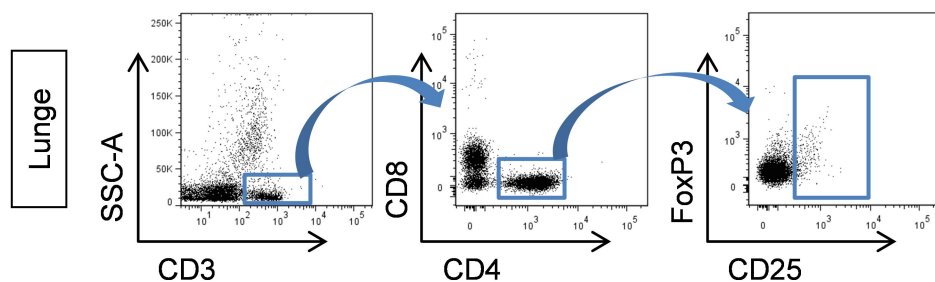 Lunge
SSC-A
250K
200K
150K
100K
50K
0
10¹ 10² 10³ 10⁴ 10⁵
CD3
CD8
10⁵
10⁴
10³
0
0 10³ 10⁴ 10⁵
CD4
FoxP3
10⁵
10⁴
10³
0
0 10³ 10⁴ 10⁵
CD25